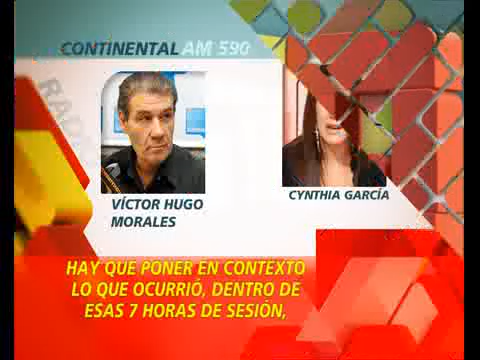 CONTINENTAL AM 590
RAD
VÍCTOR HUGO
MORALES
CYNTHIA GARCÍA
HAY QUE PONER EN CONTEXTO
LO QUE OCURRIÓ, DENTRO DE
ESAS 7 HORAS DE SESIÓN,